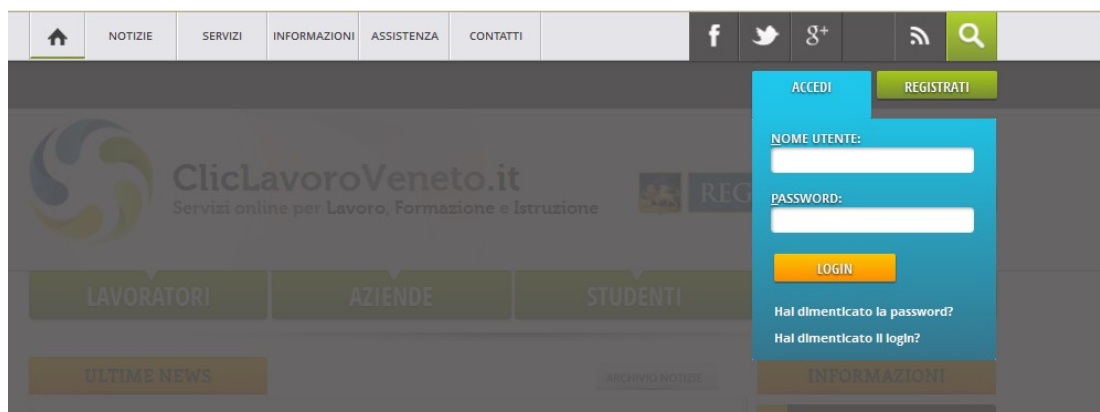 NOTIZIE SERVIZI INFORMAZIONI ASSISTENZA CONTATTI f 8+
ACCEDI REGISTRATI
NOME UTENTE:
ClicLavoroVeneto.it
Servizi online per Lavoro, Formazione e Istruzione
REG
PASSWORD:
LOGIN
LAVORATORI AZIENDE STUDENTI
Hai dimenticato la password?
Hai dimenticato il login?
ULTIME NEWS ARCHIVIO NOTIZIE INFORMAZIONI